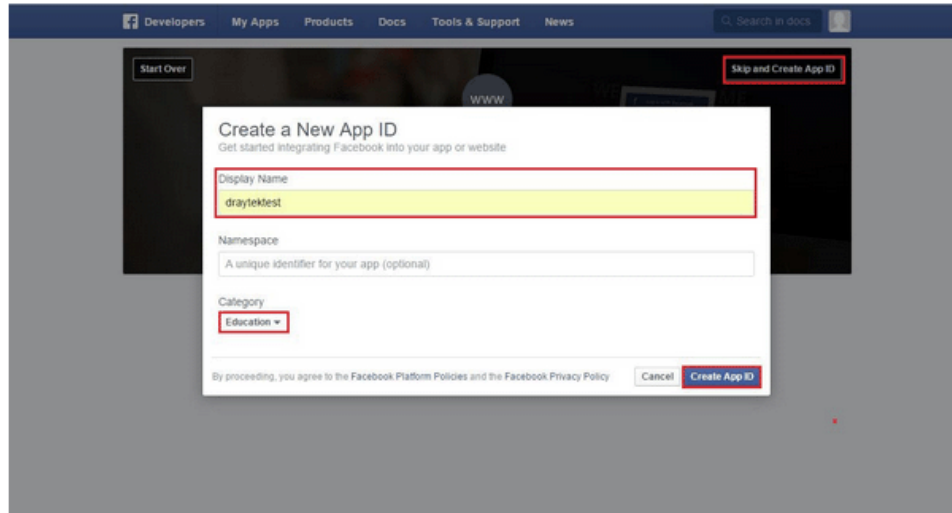 Developers My Apps Products Docs Tools & Support News Search in docs
Start Over Skip and Create App ID
www
Create a New App ID
Get started integrating Facebook into your app or website
Display Name
draytektest
Namespace
A unique identifier for your app (optional)
Category
Education
By proceeding, you agree to the Facebook Platform Policies and the Facebook Privacy Policy Cancel Create App ID